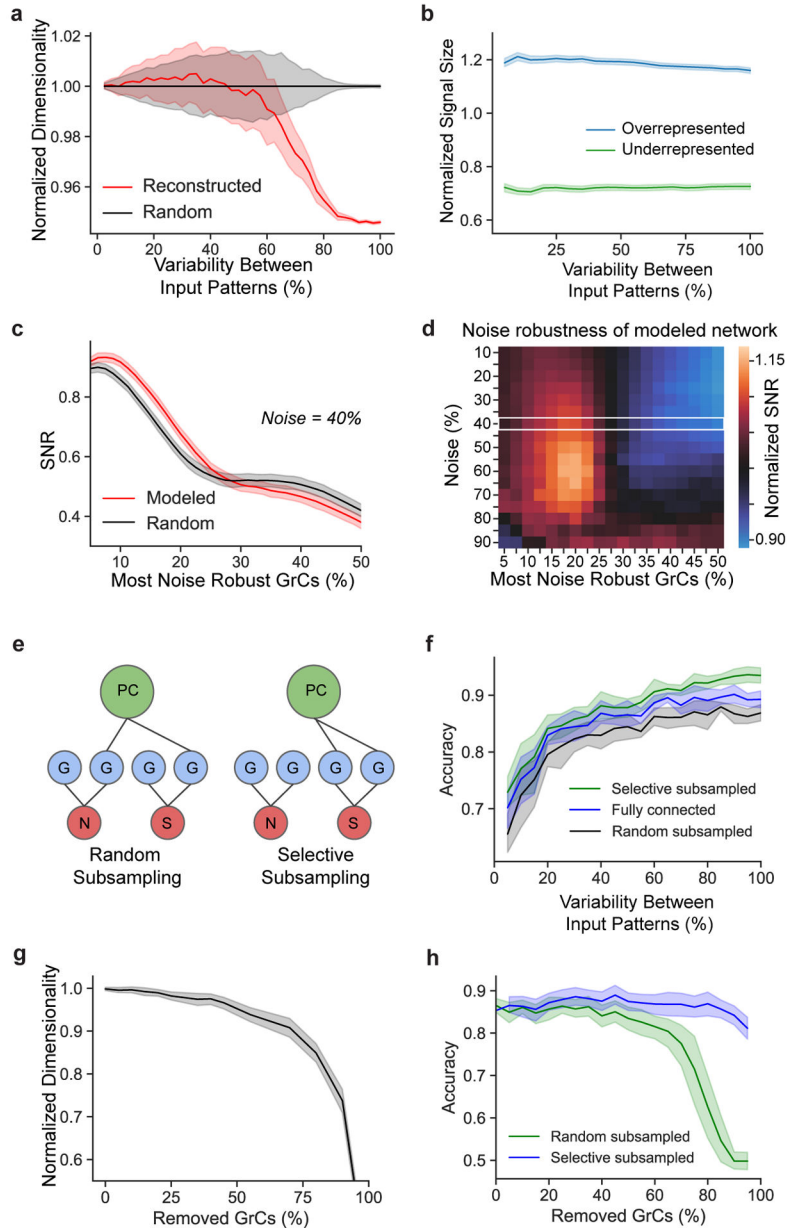 a
1.02
1.00
0.98
0.96
Normalized Dimensionality
Reconstructed
Random
0
20
40
60
80
100
Variability Between
Input Patterns (%)
b
1.2
1.0
0.8
0.6
Normalized Signal Size
Overrepresented
Underrepresented
25
50
75
100
Variability Between
Input Patterns (%)
c
0.8
0.6
0.4
SNR
Noise = 40%
Modeled
Random
10
20
30
40
50
Most Noise Robust GrCs (%)
d
Noise robustness of modeled network
10
20
30
40
50
60
70
80
90
Noise (%)
5
10
15
20
25
30
35
40
45
50
Most Noise Robust GrCs (%)
1.15
0.90
Normalized SNR
e
PC
G
G
G
G
N
S
Random
Subsampling
PC
G
G
G
G
N
S
Selective
Subsampling
f
0.9
0.8
0.7
Accuracy
Selective subsampled
Fully connected
Random subsampled
0
20
40
60
80
100
Variability Between
Input Patterns (%)
g
1.0
0.9
0.8
0.7
0.6
Normalized Dimensionality
0
25
50
75
100
Removed GrCs (%)
h
0.9
0.8
0.7
0.6
0.5
Accuracy
Random subsampled
Selective subsampled
0
20
40
60
80
100
Removed GrCs (%)